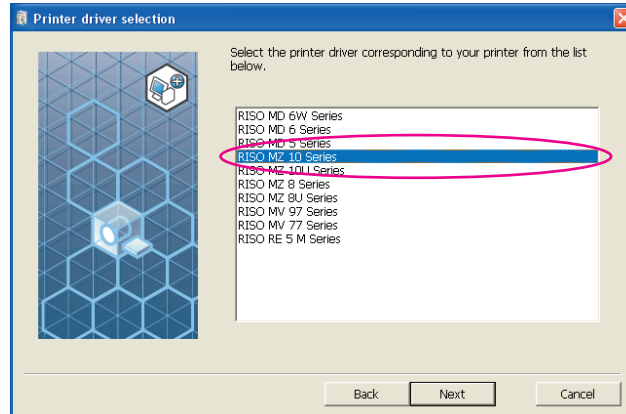 Printer driver selection
Select the printer driver corresponding to your printer from the list
below.
RISO MD 6W Series
RISO MD 6 Series
RISO MD 5 Series
RISO MZ 10 Series
RISO MZ 10U Series
RISO MZ 8 Series
RISO MZ 8U Series
RISO MV 97 Series
RISO MV 77 Series
RISO RE 5 M Series
Back Next Cancel